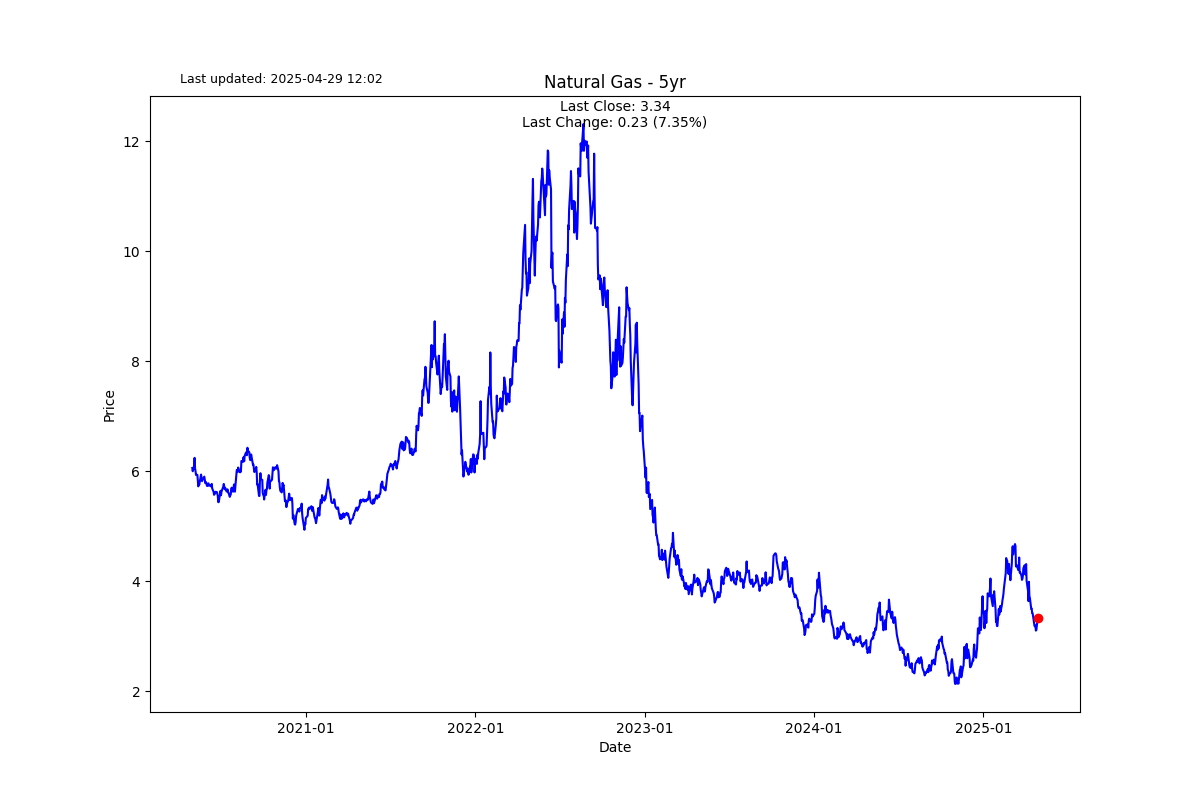 Last updated: 2025-04-29 12:02
Natural Gas - 5yr
Last Close: 3.34
Last Change: 0.23 (7.35%)
12
10
8
6
4
2
Price
2021-01
2022-01
2023-01
2024-01
2025-01
Date